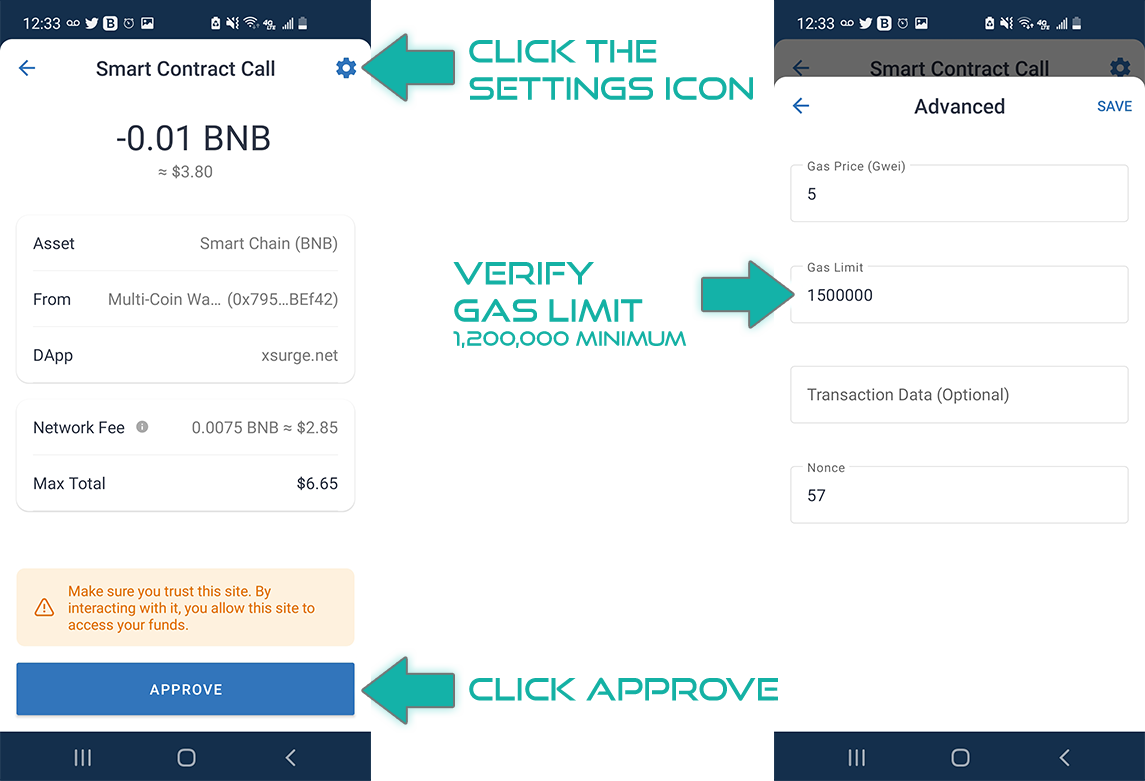 12:33
Smart Contract Call
-0.01 BNB
≈ $3.80
Asset Smart Chain (BNB)
From Multi-Coin Wa... (0x795...BEf42)
DApp xsurge.net
Network Fee 0.0075 BNB ≈ $2.85
Max Total $6.65
Make sure you trust this site. By
interacting with it, you allow this site to
access your funds.
APPROVE
CLICK THE
SETTINGS ICON
VERIFY
GAS LIMIT
1,200,000 MINIMUM
CLICK APPROVE
12:33
Smart Contract Call
Advanced SAVE
Gas Price (Gwei)
5
Gas Limit
1500000
Transaction Data (Optional)
Nonce
57